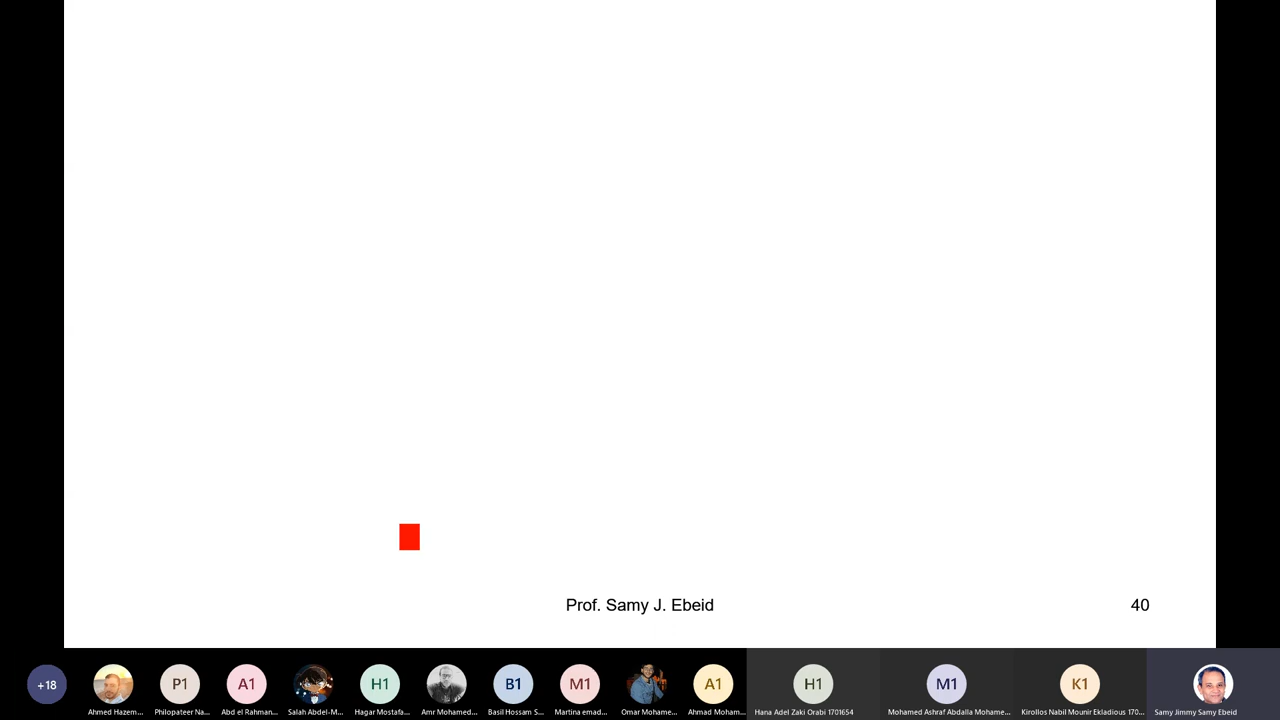 Prof. Samy J. Ebeid
40
+18
P1
A1
H1
B1
M1
A1
H1
M1
K1
Ahmed Hazem...
Philopateer Na...
Abd el Rahman...
Salah Abdel-M...
Hagar Mostafa...
Amr Mohamed...
Basil Hossam S...
Martina emad...
Omar Mohame...
Ahmad Moham...
Hana Adel Zaki Orabi 1701654
Mohamed Ashraf Abdalla Mohame...
Kirollos Nabil Mounir Ekladious 170...
Samy Jimmy Samy Ebeid